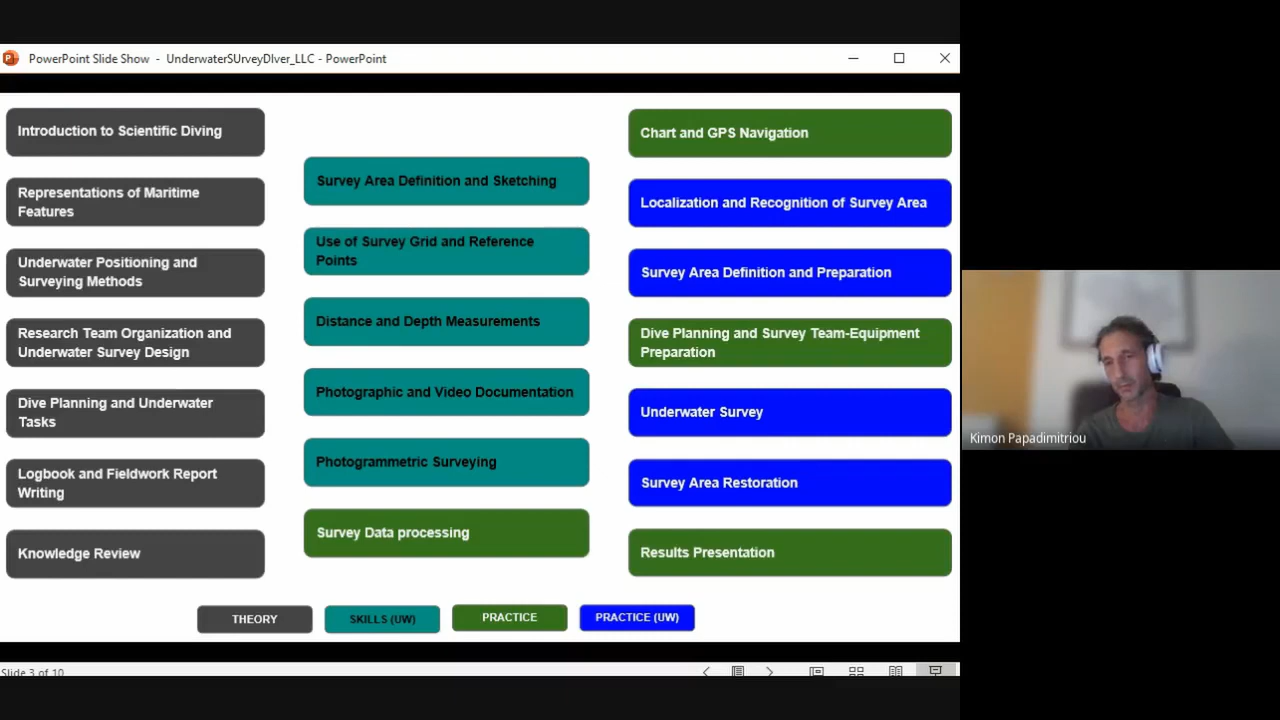 PowerPoint Slide Show - UnderwaterSUrveyDIver_LLC - PowerPoint
Introduction to Scientific Diving
Representations of Maritime
Features
Underwater Positioning and
Surveying Methods
Research Team Organization and
Underwater Survey Design
Dive Planning and Underwater
Tasks
Logbook and Fieldwork Report
Writing
Knowledge Review
Survey Area Definition and Sketching
Use of Survey Grid and Reference
Points
Distance and Depth Measurements
Photographic and Video Documentation
Photogrammetric Surveying
Survey Data processing
Chart and GPS Navigation
Localization and Recognition of Survey Area
Survey Area Definition and Preparation
Dive Planning and Survey Team-Equipment
Preparation
Underwater Survey
Survey Area Restoration
Results Presentation
THEORY
SKILLS (UW)
PRACTICE
PRACTICE (UW)
Slide 3 of 10
Kimon Papadimitriou